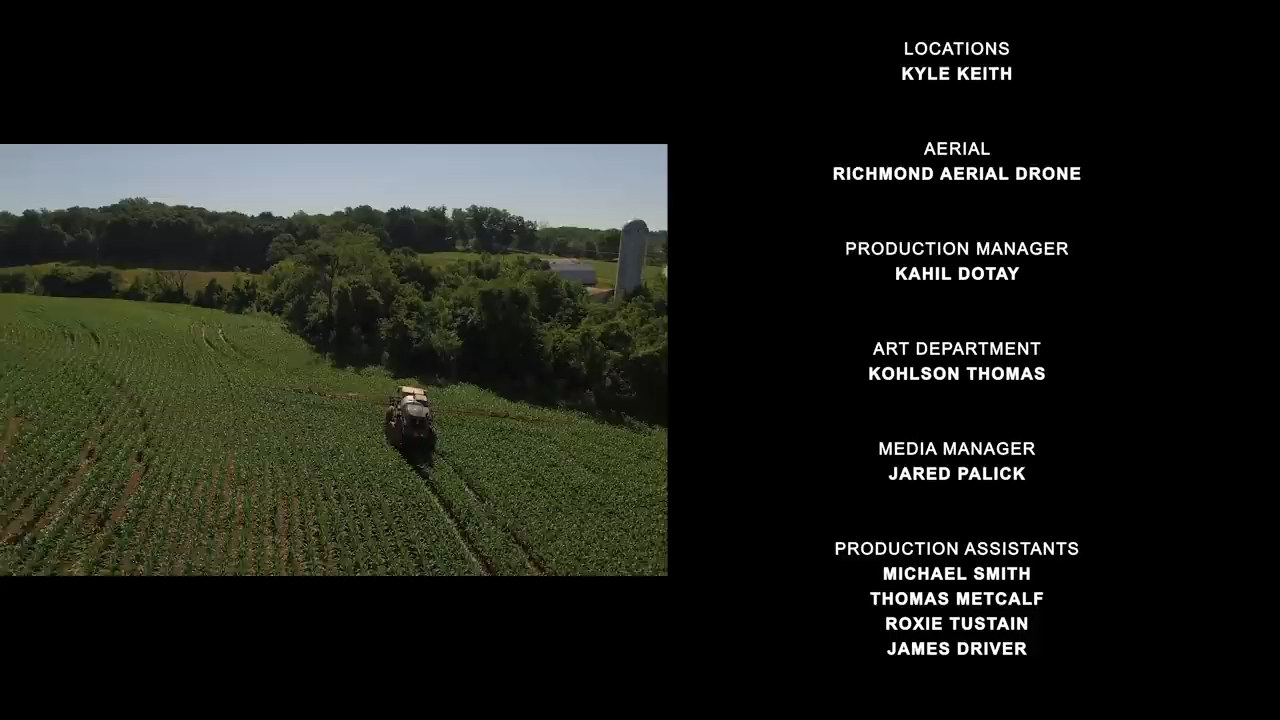 LOCATIONS
KYLE KEITH
AERIAL
RICHMOND AERIAL DRONE
PRODUCTION MANAGER
KAHIL DOTAY
ART DEPARTMENT
KOHLSON THOMAS
MEDIA MANAGER
JARED PALICK
PRODUCTION ASSISTANTS
MICHAEL SMITH
THOMAS METCALF
ROXIE TUSTAIN
JAMES DRIVER